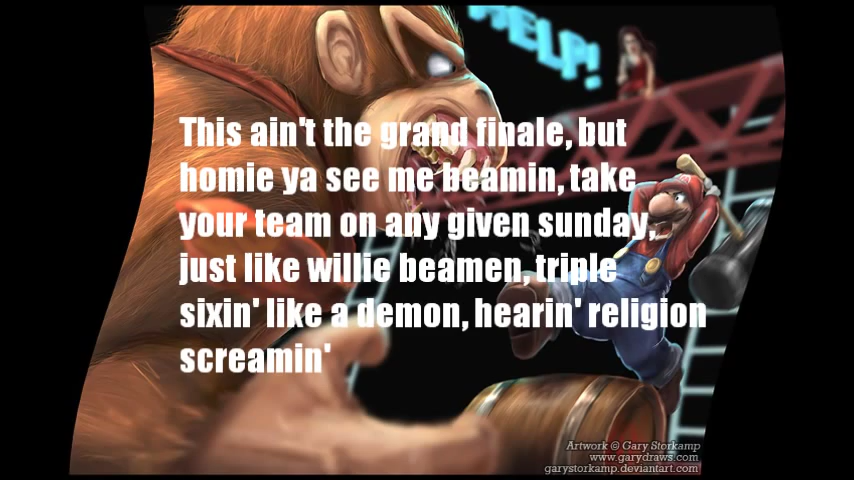 HELP!
This ain't the grand finale, but
homie ya see me beamin, take
your team on any given sunday,
just like willie beamen, triple
sixin' like a demon, hearin' religion
screamin'
Artwork © Gary Storkamp
www.garydraws.com
garystorkamp.deviantart.com